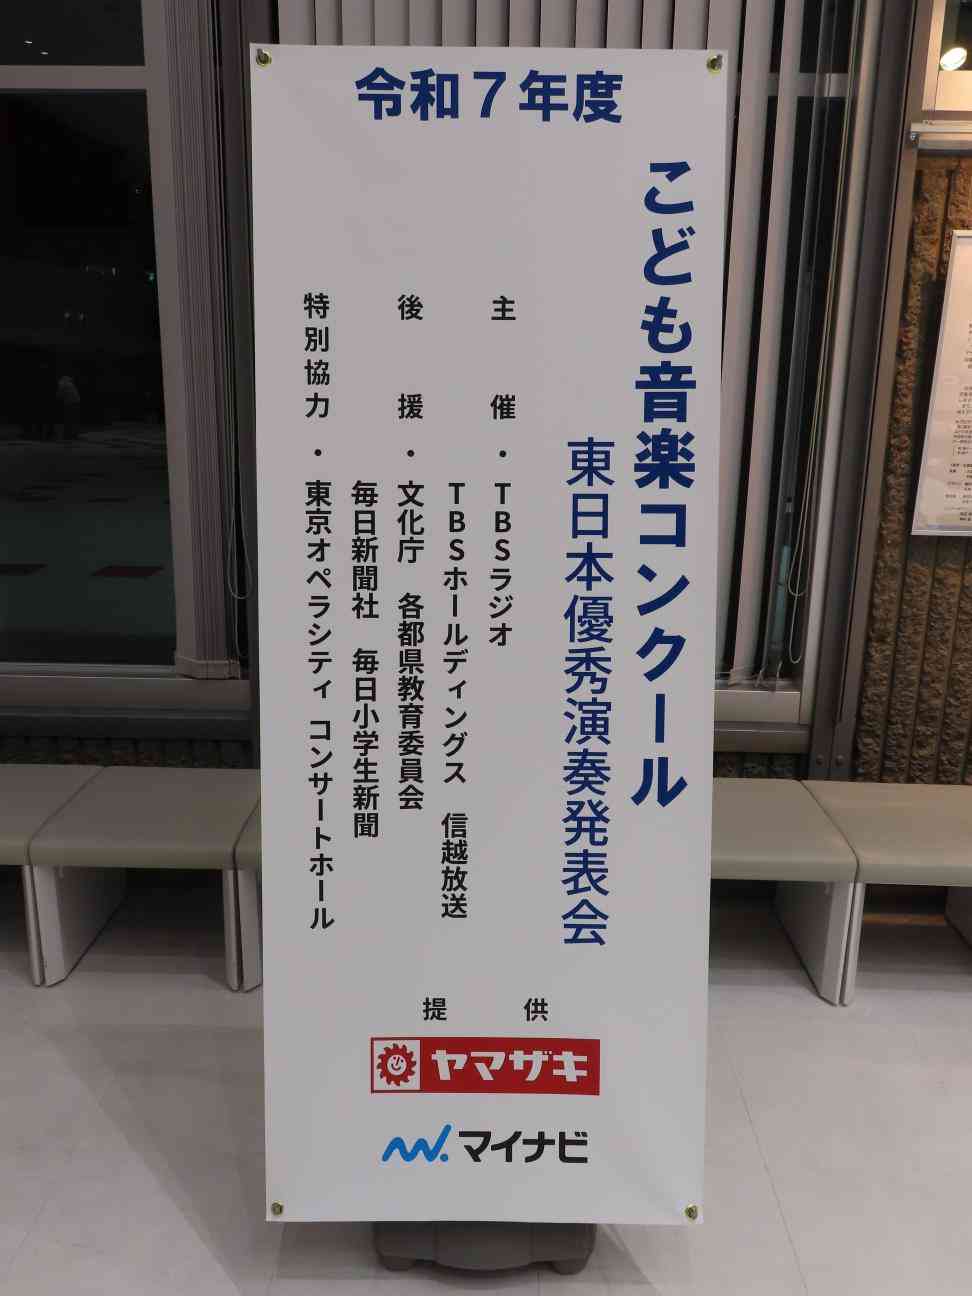 令和７年度
こども音楽コンクール
東日本優秀演奏発表会
主催・ＴＢＳラジオ
ＴＢＳホールディングス　信越放送
後援・文化庁　各都県教育委員会
毎日新聞社　毎日小学生新聞
特別協力・東京オペラシティ コンサートホール
提供
ヤマザキ
マイナビ